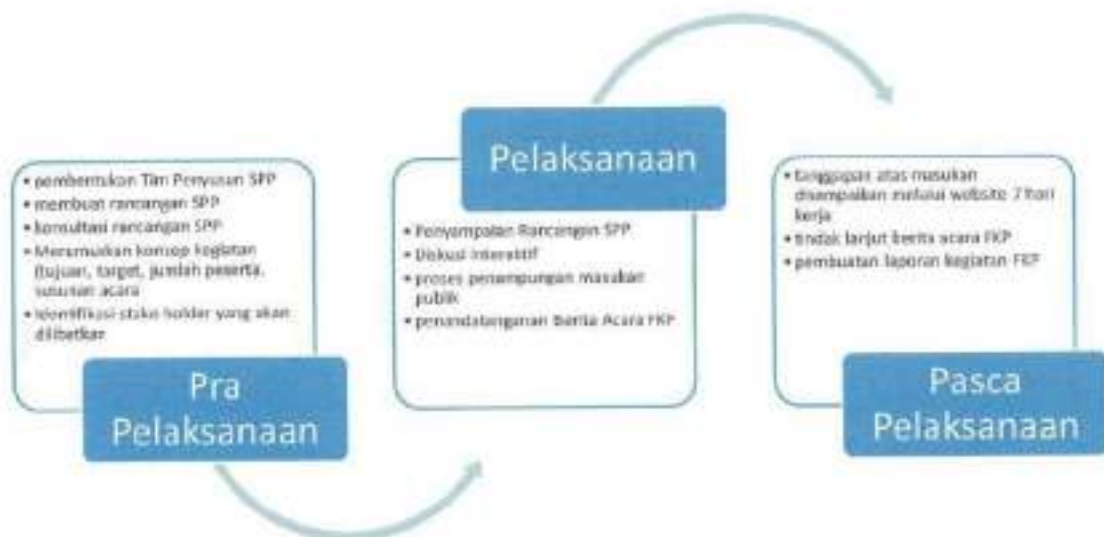 • pembentukan Tim Penyusun SPP
• membuat rancangan SPP
• konsultasi rancangan SPP
• Merumuskan konsep kegiatan
(tujuan, target, jumlah peserta,
susunan acara
• Identifikasi stake holder yang akan
dilibatkan
Pra
Pelaksanaan
Pelaksanaan
• Penyampaian Rancangan SPP
• Diskusi Interaktif
• proses penampungan masukan
publik
• penandatanganan Berita Acara FKP
• tanggapan atas masukan
disampaikan melalui website 7 hari
kerja
• tindak lanjut berita acara FKP
• pembuatan laporan kegiatan FKP
Pasca
Pelaksanaan